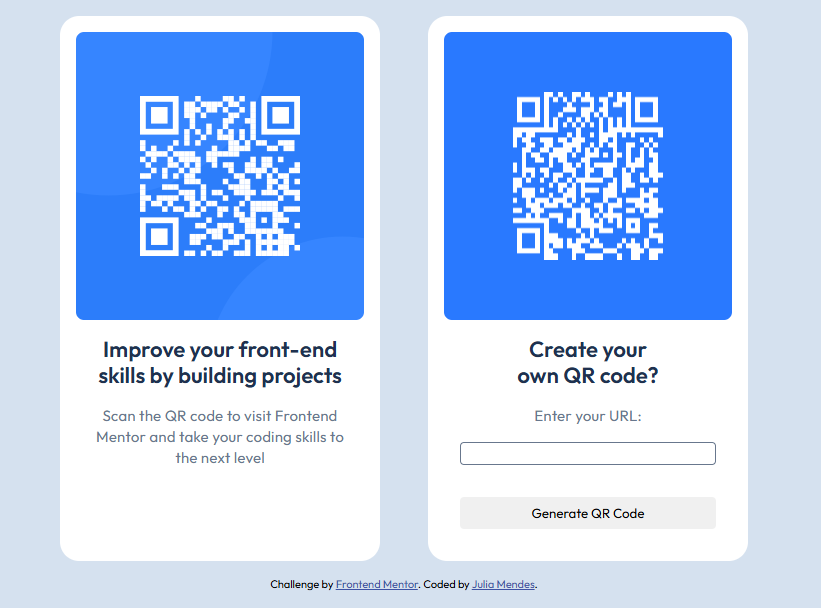 Improve your front-end
skills by building projects
Scan the QR code to visit Frontend
Mentor and take your coding skills to
the next level
Create your
own QR code?
Enter your URL:
Generate QR Code
Challenge by Frontend Mentor. Coded by Julia Mendes.